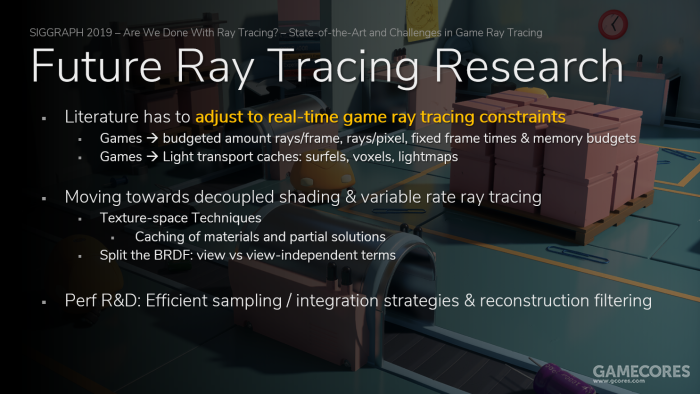 SIGGRAPH 2019 – Are We Done With Ray Tracing? – State-of-the-Art and Challenges in Game Ray Tracing
Future Ray Tracing Research
▪ Literature has to adjust to real-time game ray tracing constraints
▪ Games → budgeted amount rays/frame, rays/pixel, fixed frame times & memory budgets
▪ Games → Light transport caches: surfels, voxels, lightmaps
▪ Moving towards decoupled shading & variable rate ray tracing
▪ Texture-space Techniques
▪ Caching of materials and partial solutions
▪ Split the BRDF: view vs view-independent terms
▪ Perf R&D: Efficient sampling / integration strategies & reconstruction filtering
GAMECORES
www.gcores.com